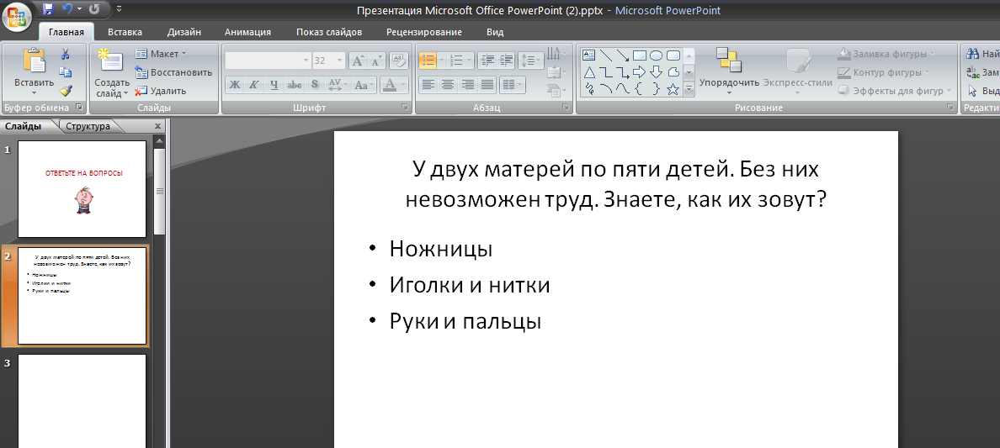 Презентация Microsoft Office PowerPoint (2).pptx - Microsoft PowerPoint
Главная Вставка Дизайн Анимация Показ слайдов Рецензирование Вид
Вставить
Буфер обмена
Создать слайд
Макет
Восстановить
Удалить
Слайды
32
Ж К Ч abc S AV Aa A
Шрифт
Абзац
Упорядочить
Экспресс-стили
Заливка фигуры
Контур фигуры
Эффекты для фигур
Рисование
Най
Зам
Выд
Редакти
Слайды Структура x
1
ОТВЕТЬТЕ НА ВОПРОСЫ
2
У двух матерей по пяти детей. Без них
невозможен труд. Знаете, как их зовут?
• Ножницы
• Иголки и нитки
• Руки и пальцы
3
У двух матерей по пяти детей. Без них
невозможен труд. Знаете, как их зовут?
• Ножницы
• Иголки и нитки
• Руки и пальцы